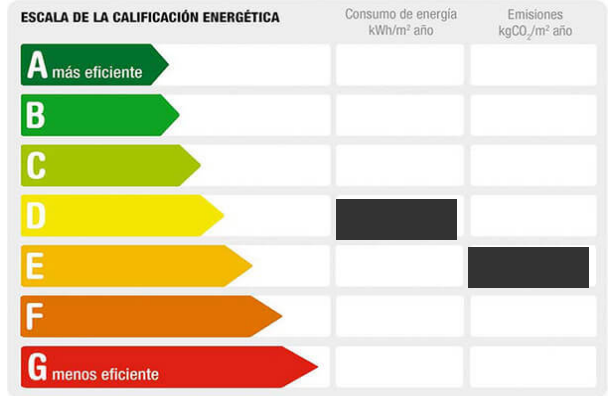 ESCALA DE LA CALIFICACIÓN ENERGÉTICA
Consumo de energía
kWh/m² año
Emisiones
kgCO₂/m² año
A más eficiente
B
C
D
E
F
G menos eficiente